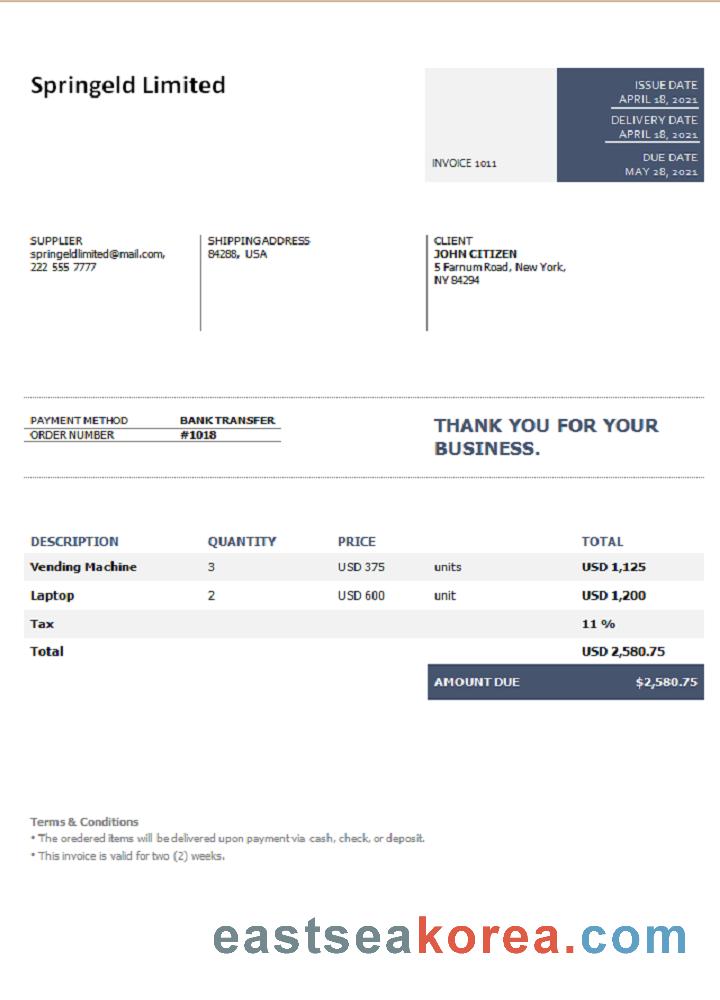 Springeld Limited
ISSUE DATE
APRIL 18, 2021
DELIVERY DATE
APRIL 18, 2021
DUE DATE
MAY 28, 2021
INVOICE 1011
SUPPLIER
springeldlimited@mail.com,
222 555 7777
SHIPPING ADDRESS
84288, USA
CLIENT
JOHN CITIZEN
5 Farnum Road, New York,
NY 84294
PAYMENT METHOD BANK TRANSFER
ORDER NUMBER #1018
THANK YOU FOR YOUR
BUSINESS.
DESCRIPTION QUANTITY PRICE TOTAL
Vending Machine 3 USD 375 units USD 1,125
Laptop 2 USD 600 unit USD 1,200
Tax 11 %
Total USD 2,580.75
AMOUNT DUE $2,580.75
Terms & Conditions
* The oredered items will be delivered upon payment via cash, check, or deposit.
* This invoice is valid for two (2) weeks.
eastseakorea.com